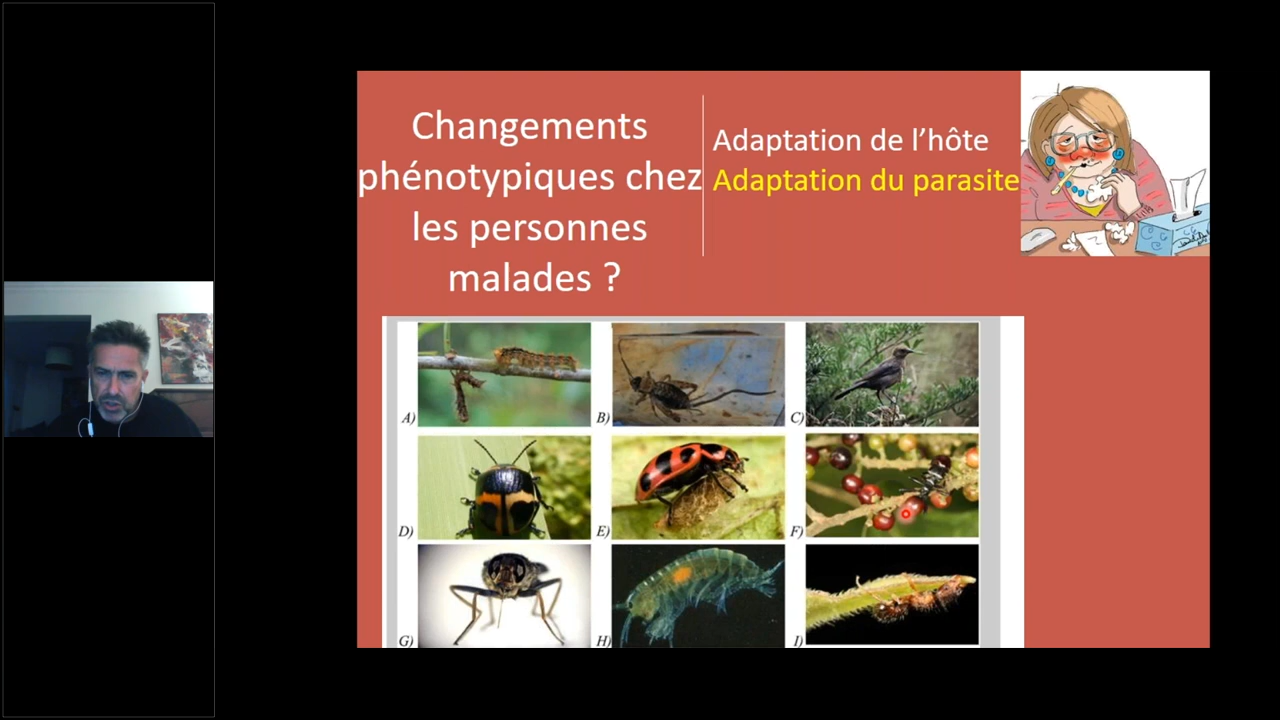 Changements
phénotypiques chez
les personnes
malades ?
Adaptation de l'hôte
Adaptation du parasite
A)
B)
C)
D)
E)
F)
G)
H)
I)